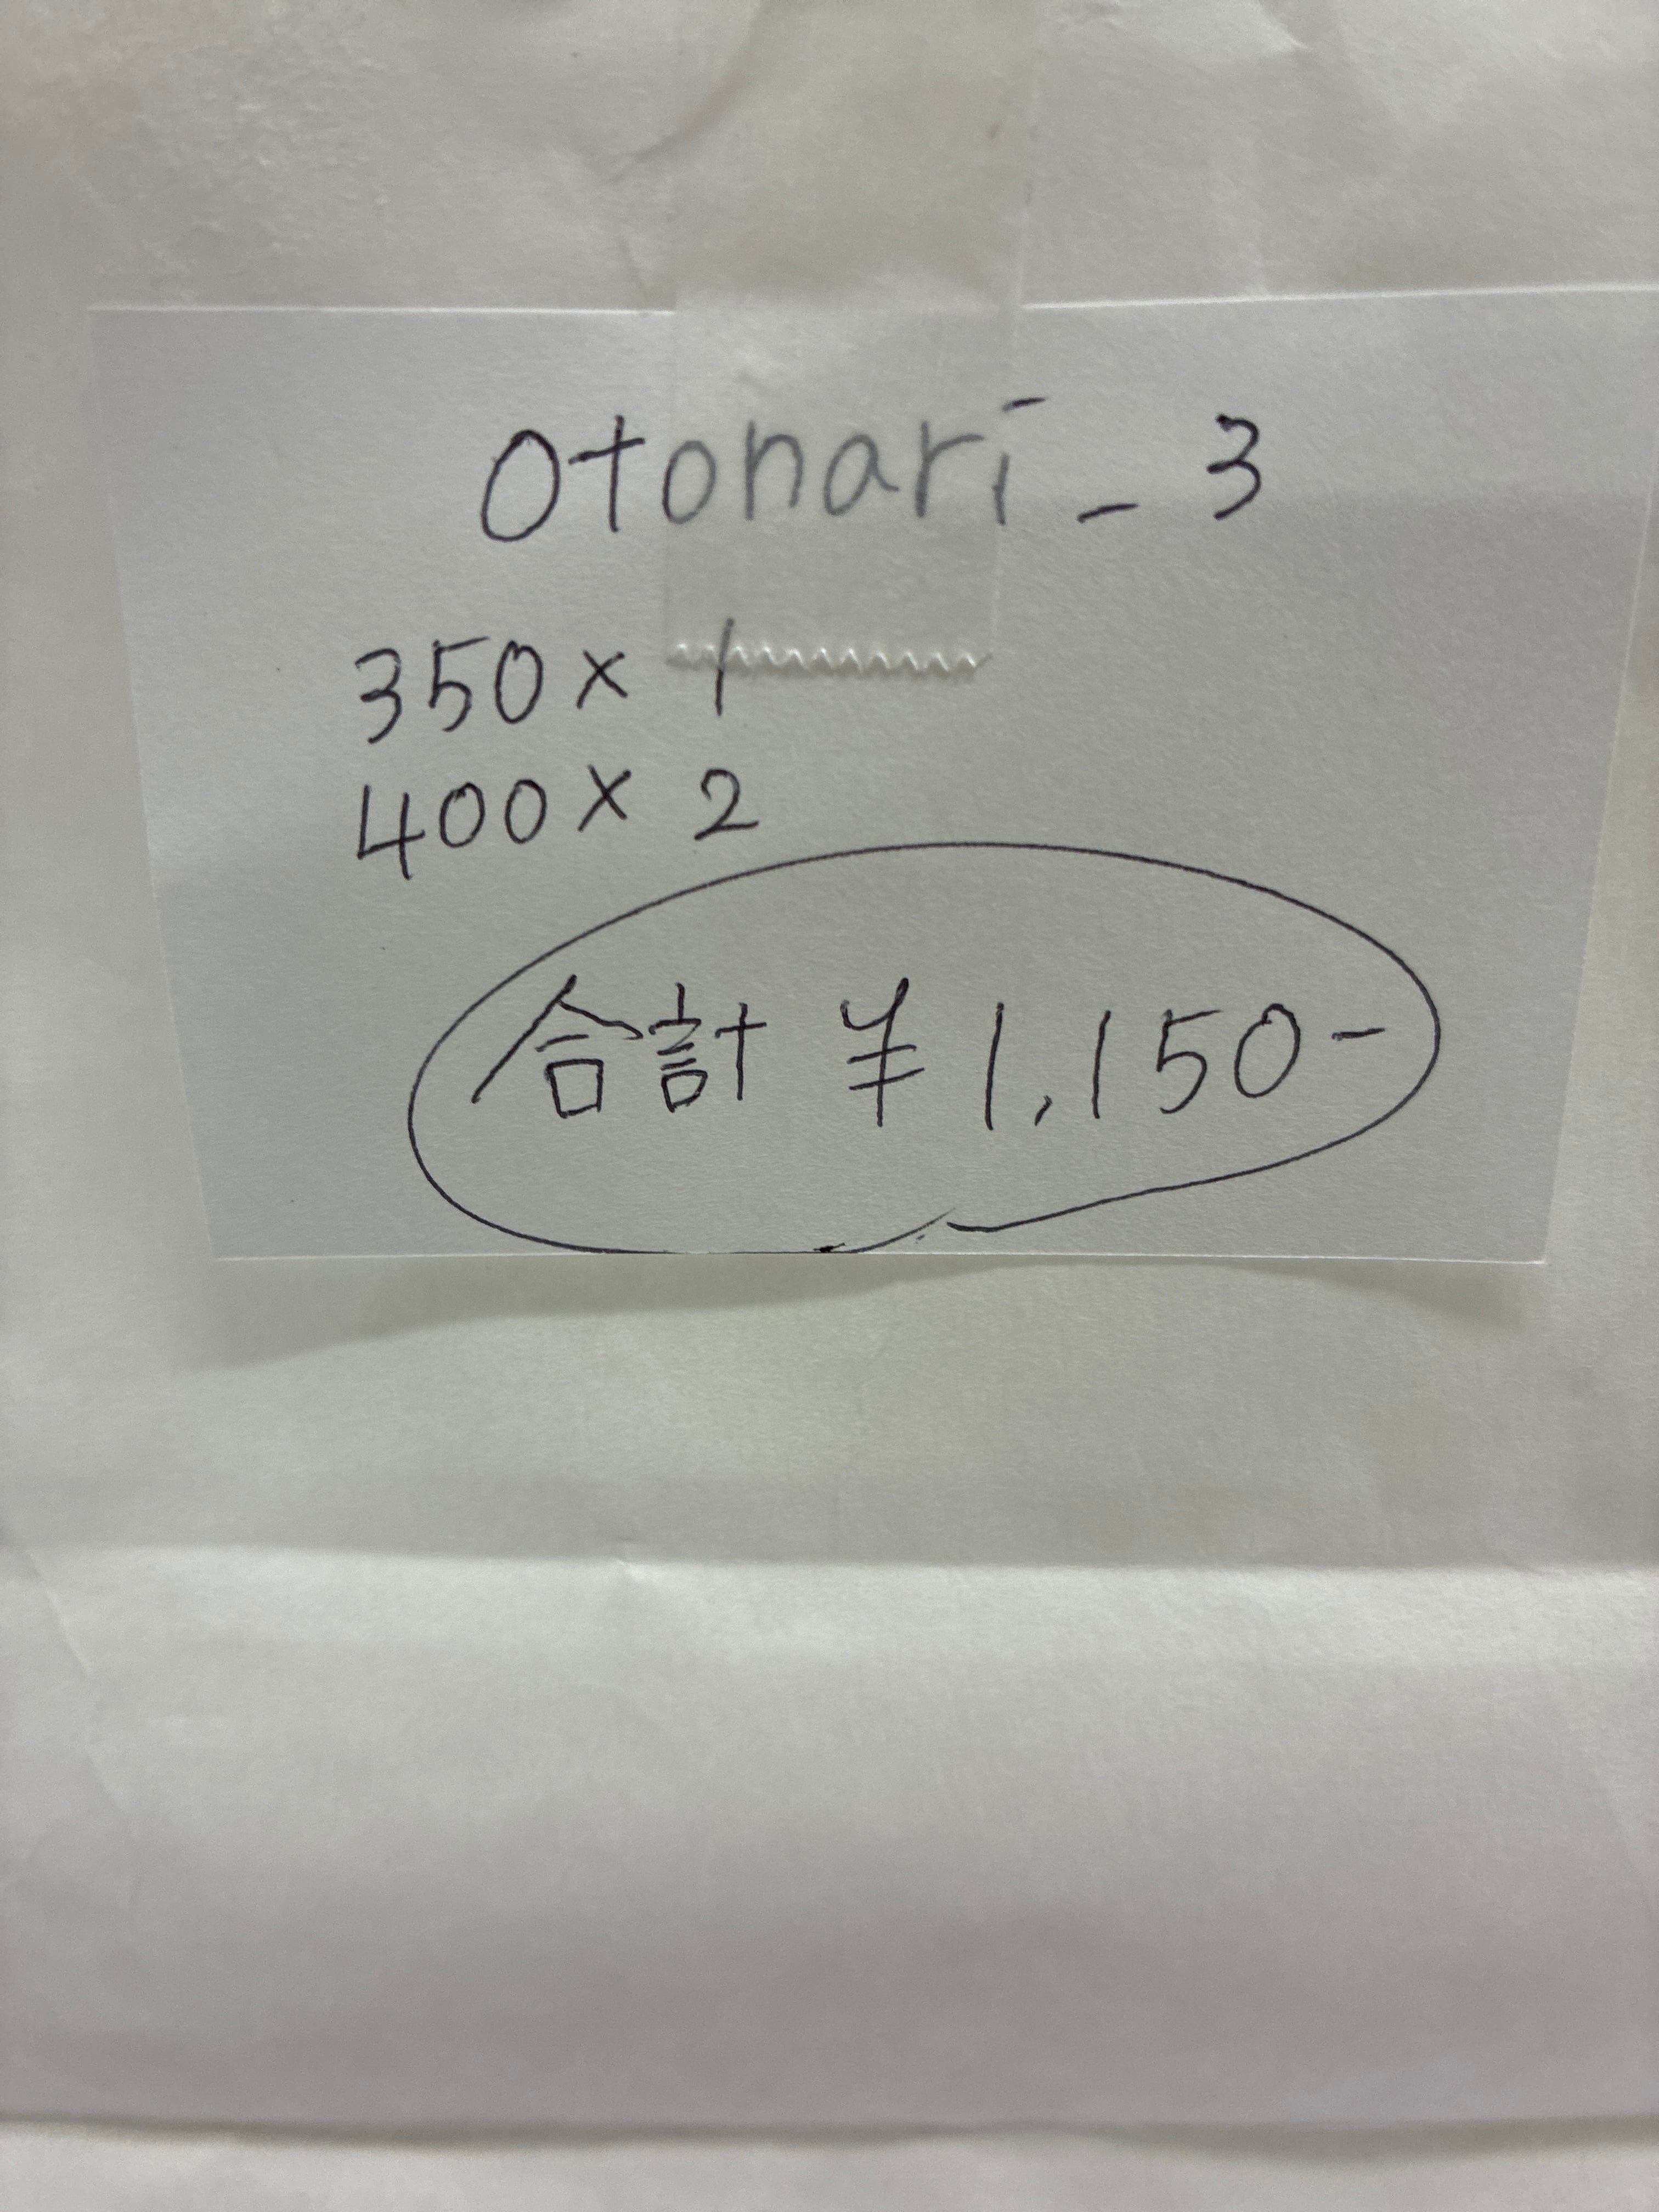 otonari_3
350× 1
400× 2
合計 ¥1,150-